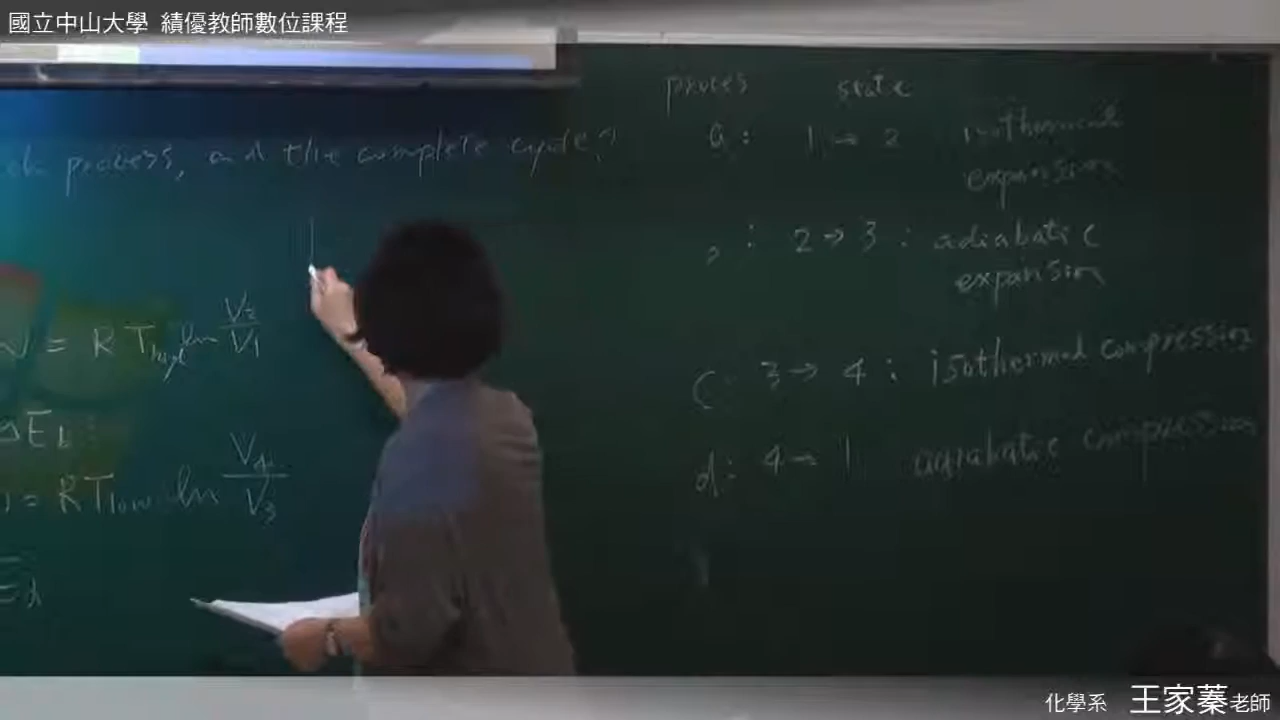 國立中山大學 績優教師數位課程
process, and the complete cycle?
= R T_high ln V2/V1
ΔE b
= R T_low ln V4/V3
process state
a: 1 → 2 isothermal
expansion
: 2 → 3 : adiabatic
expansion
C: 3 → 4 : isothermal compression
d: 4 → 1 adiabatic compression
化學系 王家蓁老師